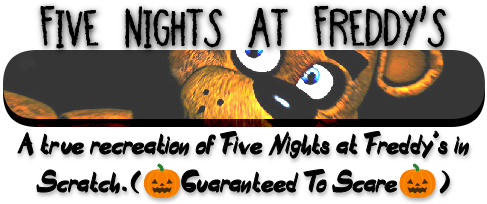 FIVE NIGHTS AT FREDDY'S
A true recreation of Five Nights at Freddy's in
Scratch.(🎃Guaranteed To Scare🎃)